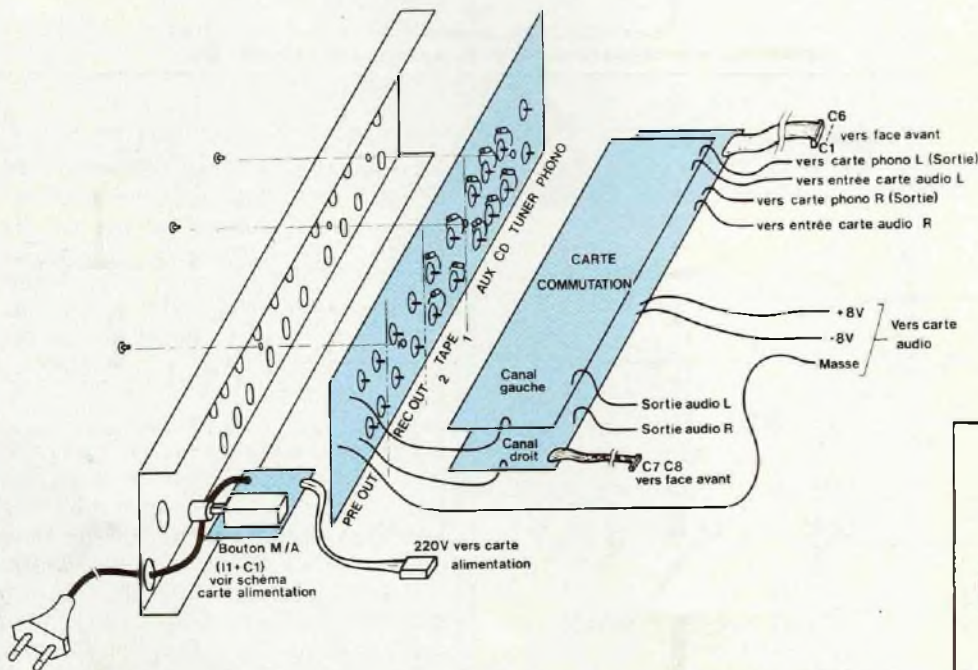 C6
C1
vers face avant
vers carte phono L (Sortie)
vers entrée carte audio L
vers carte phono R (Sortie)
vers entrée carte audio R
CARTE
COMMUTATION
+8V
-8V
Masse
Vers carte
audio
Canal
gauche
Canal
droit
Sortie audio L
Sortie audio R
C7 C8
vers face avant
PRE OUT REC OUT 2 TAPE 1 AUX CD TUNER PHONO
Bouton M/A
(I1+C1)
voir schéma
carte alimentation
220V vers carte
alimentation